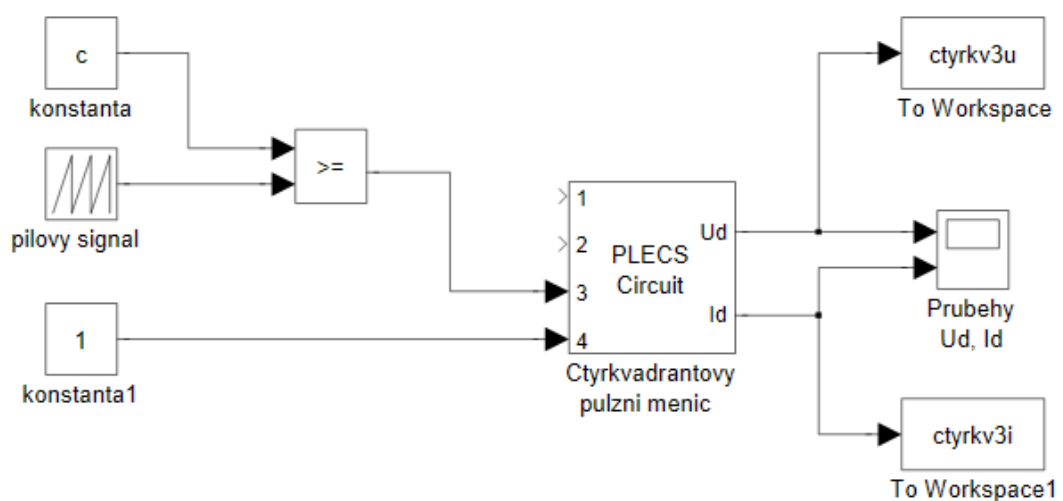 c
konstanta
pilovy signal
>=
1
konstanta1
1
2
3
4
PLECS
Circuit
Ud
Id
Ctyrkvadrantovy
pulzni menic
ctyrkv3u
To Workspace
Prubehy
Ud, Id
ctyrkv3i
To Workspace1